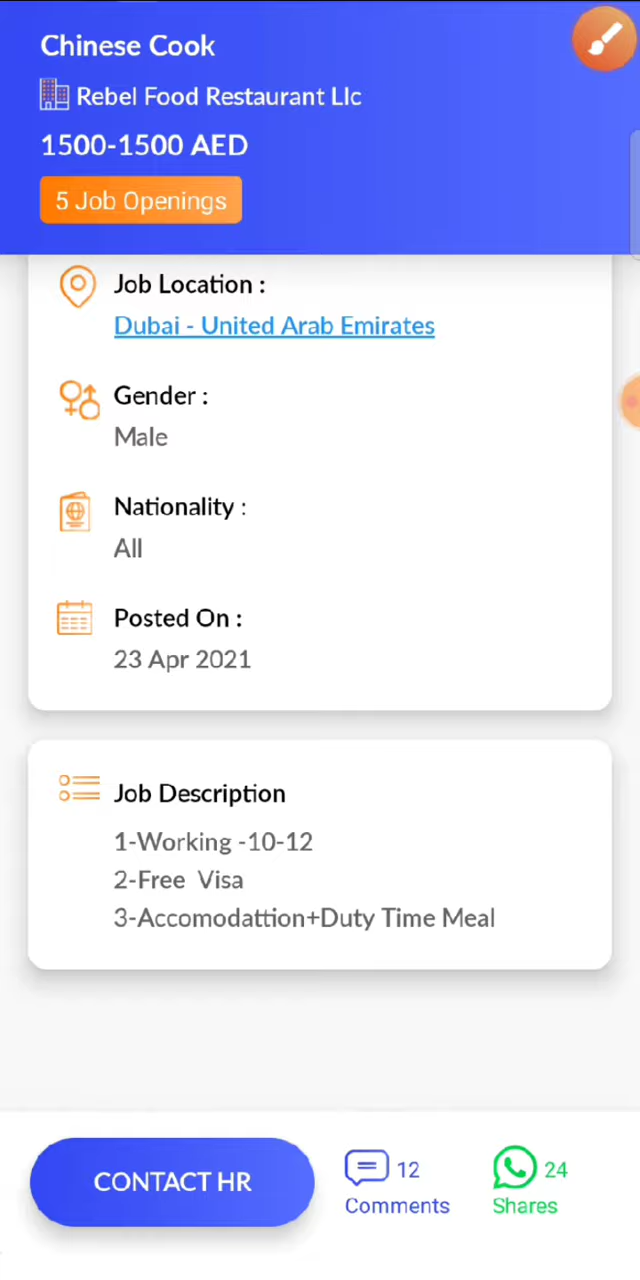 Chinese Cook
Rebel Food Restaurant Llc
1500-1500 AED
5 Job Openings
Job Location :
Dubai - United Arab Emirates
Gender :
Male
Nationality :
All
Posted On :
23 Apr 2021
Job Description
1-Working -10-12
2-Free Visa
3-Accomodattion+Duty Time Meal
CONTACT HR
12
Comments
24
Shares